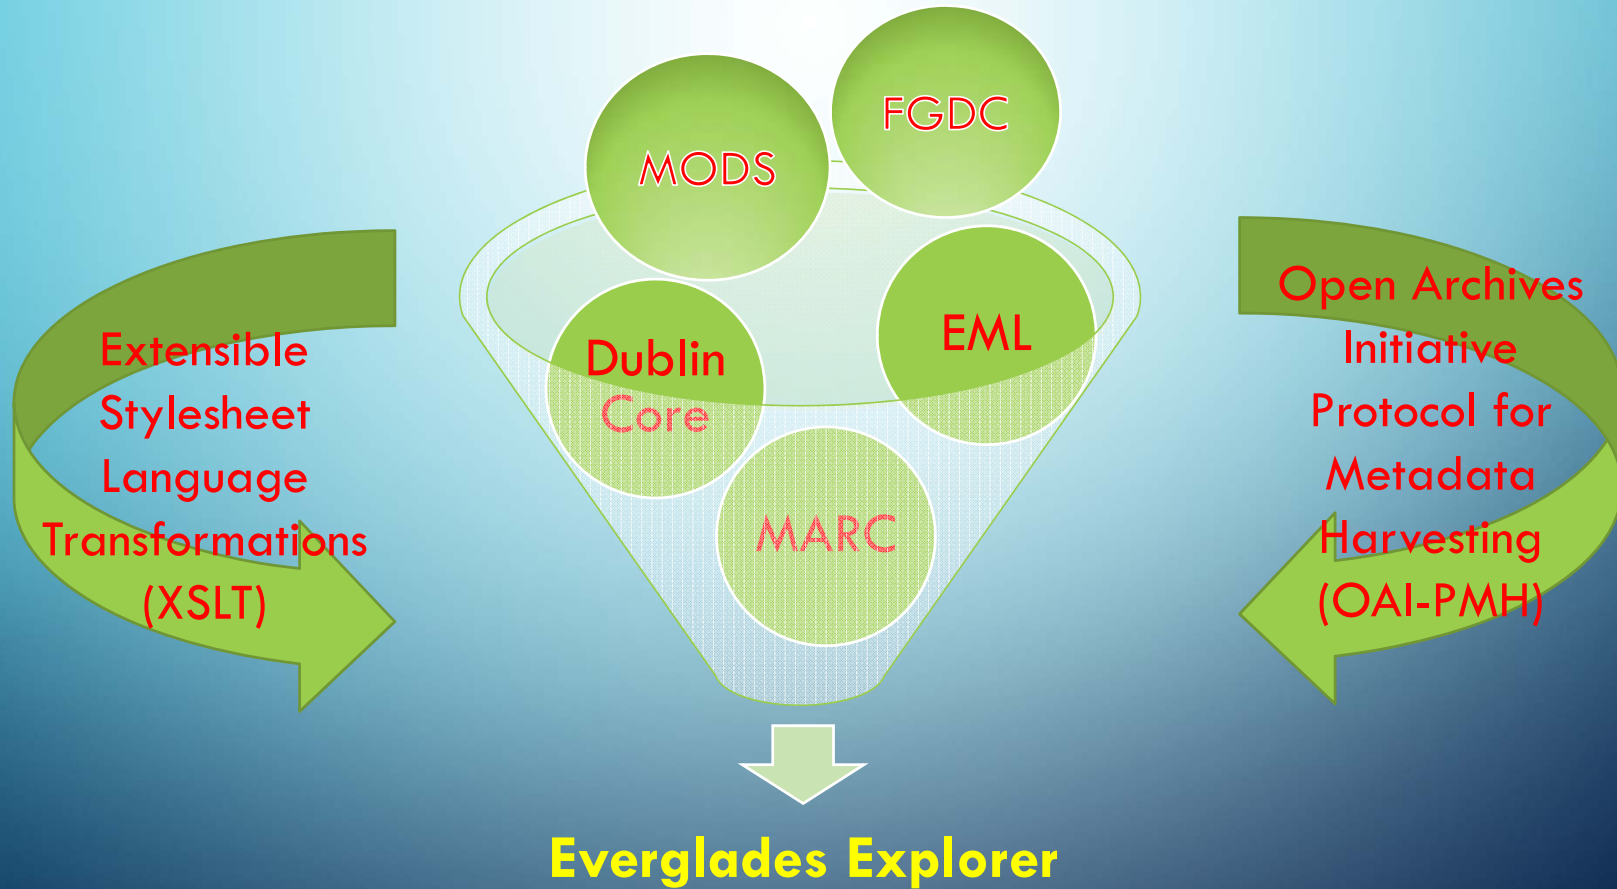 FGDC
MODS
EML
Dublin
Core
MARC
Extensible
Stylesheet
Language
Transformations
(XSLT)
Open Archives
Initiative
Protocol for
Metadata
Harvesting
(OAI-PMH)
Everglades Explorer